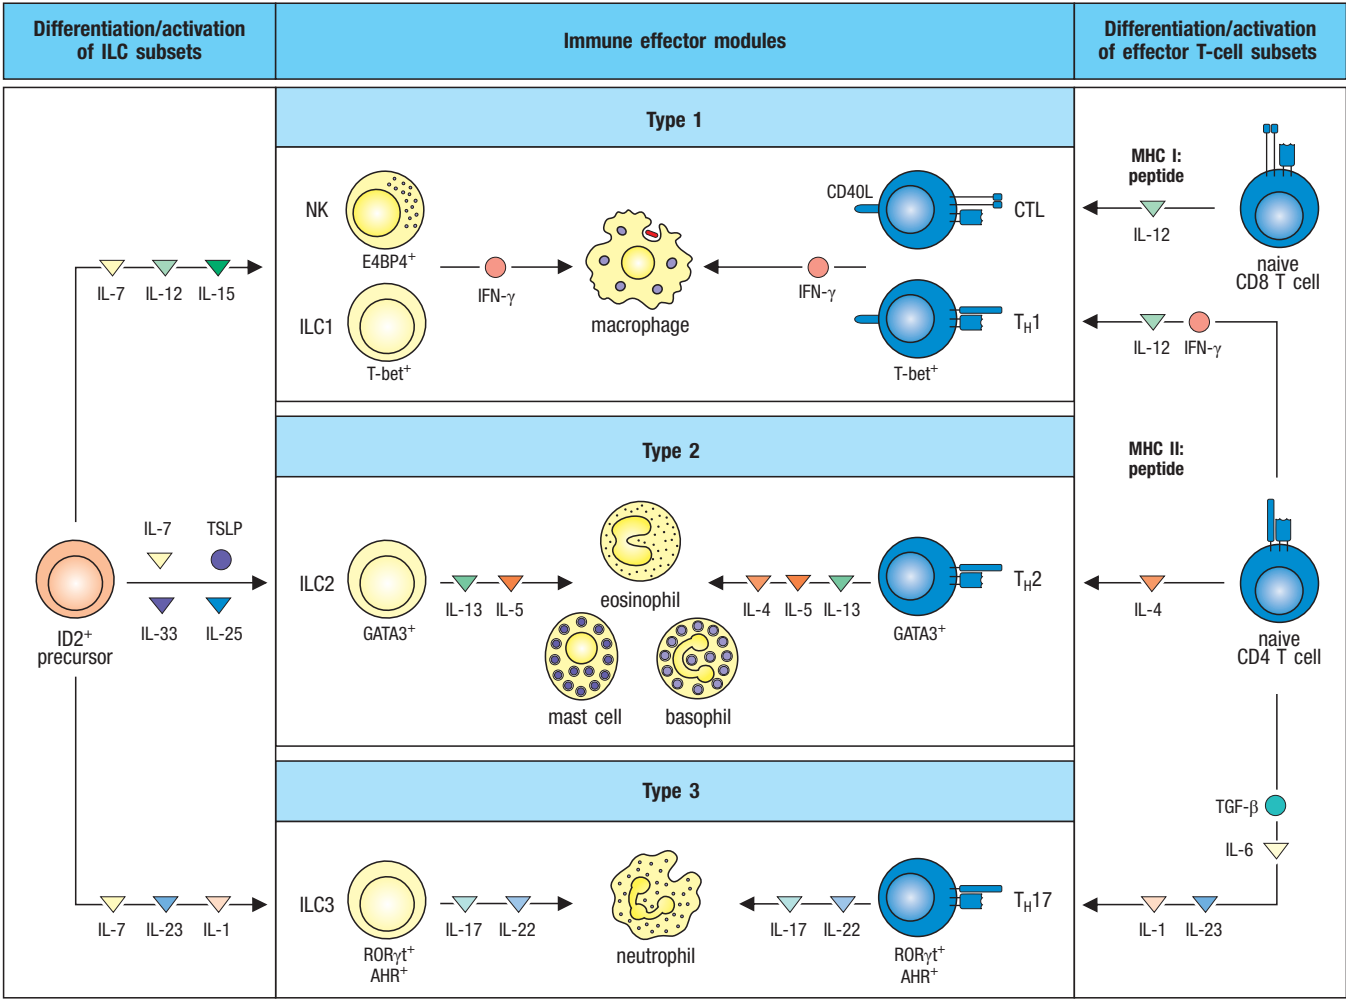 Differentiation/activation
of ILC subsets
Immune effector modules
Differentiation/activation
of effector T-cell subsets
Type 1
NK
E4BP4⁺
ILC1
T-bet⁺
IFN-γ
macrophage
IFN-γ
CD40L
CTL
T_H1
T-bet⁺
MHC I:
peptide
IL-12
naive
CD8 T cell
IL-12 IFN-γ
IL-7 IL-12 IL-15
Type 2
MHC II:
peptide
IL-7 TSLP
IL-33 IL-25
ID2⁺
precursor
ILC2
GATA3⁺
IL-13 IL-5
eosinophil
mast cell
basophil
IL-4 IL-5 IL-13
T_H2
GATA3⁺
IL-4
naive
CD4 T cell
Type 3
TGF-β
IL-6
IL-7 IL-23 IL-1
ILC3
RORγt⁺
AHR⁺
IL-17 IL-22
neutrophil
IL-17 IL-22
T_H17
RORγt⁺
AHR⁺
IL-1 IL-23